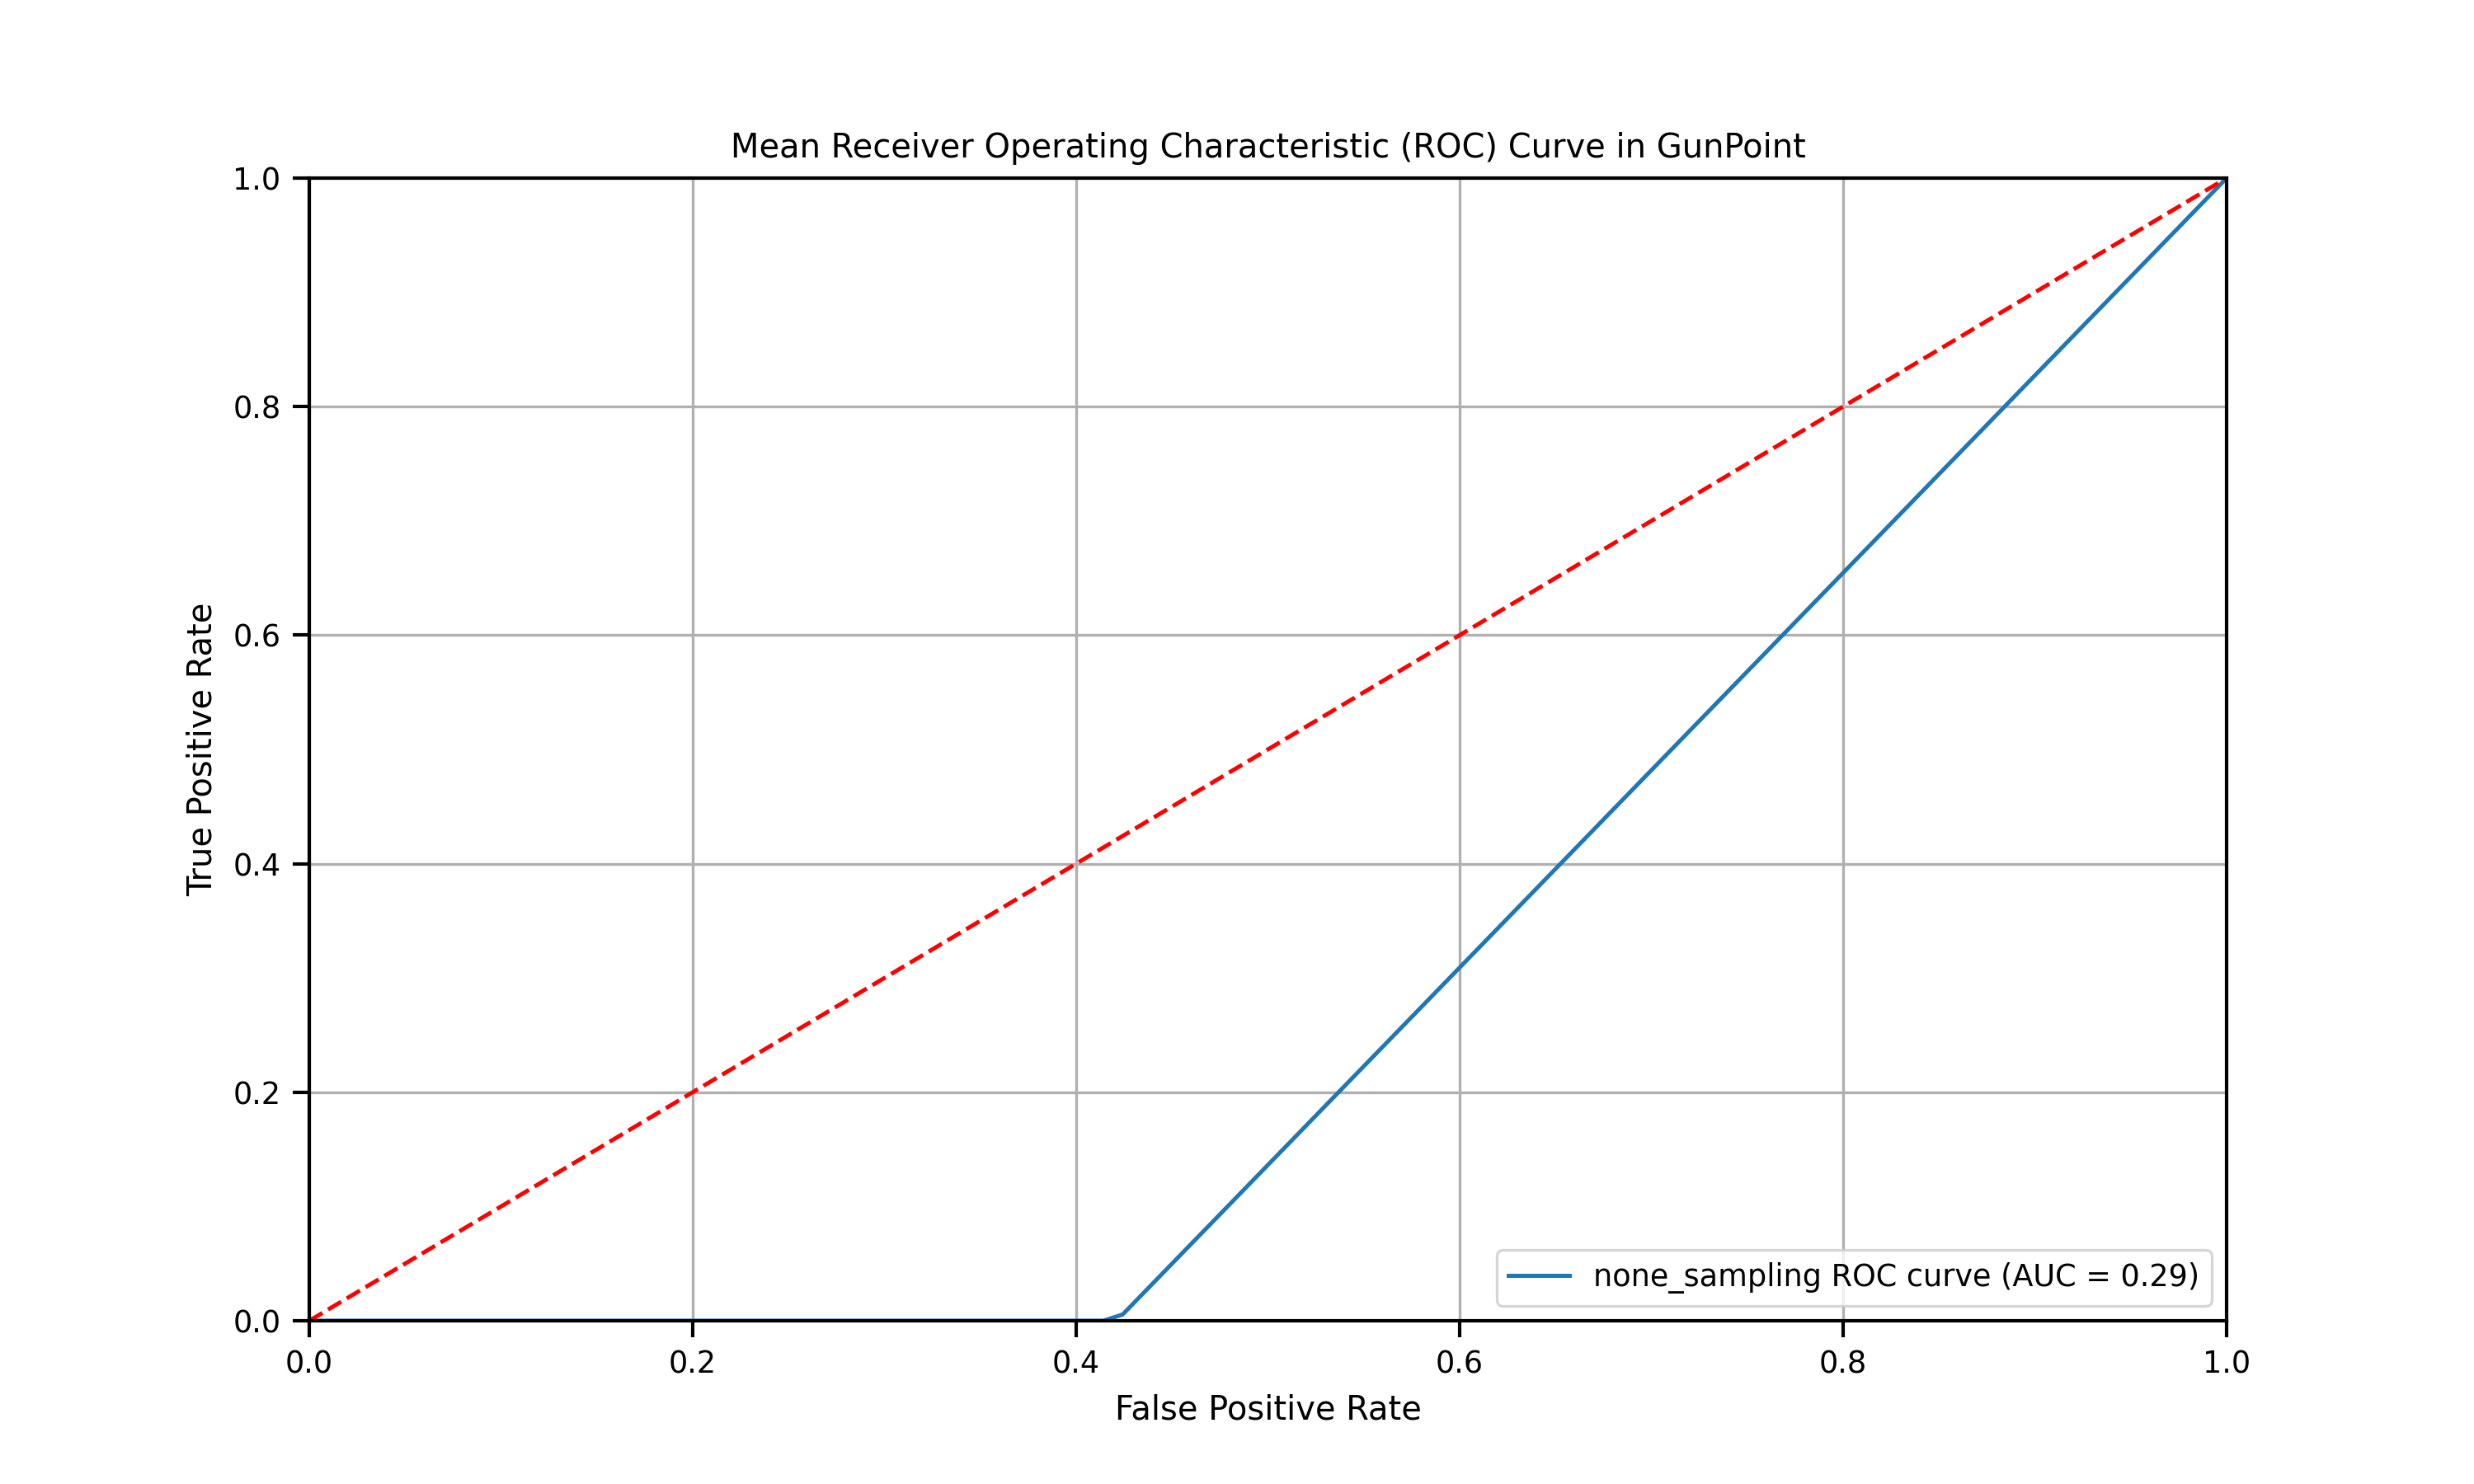 Mean Receiver Operating Characteristic (ROC) Curve in GunPoint
1.0
0.8
0.6
0.4
0.2
0.0
True Positive Rate
none_sampling ROC curve (AUC = 0.29)
0.0 0.2 0.4 0.6 0.8 1.0
False Positive Rate